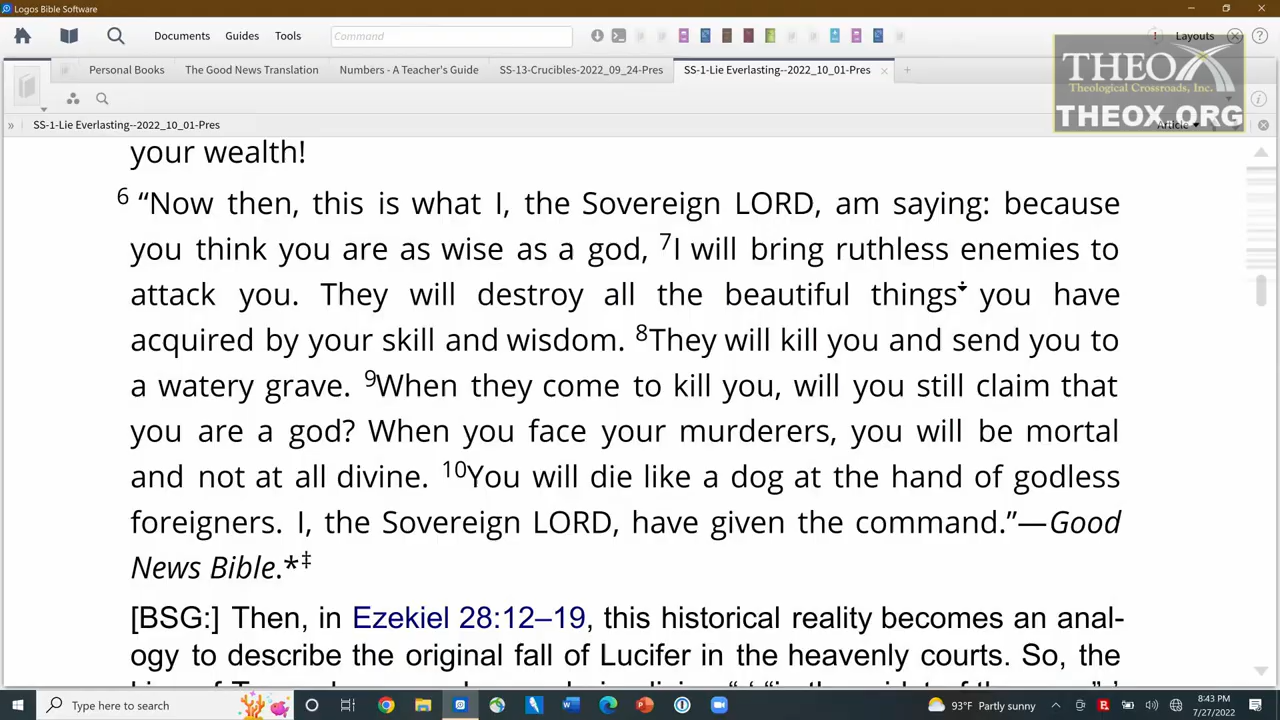 Logos Bible Software
Documents Guides Tools Command Layouts
Personal Books The Good News Translation Numbers - A Teacher's Guide SS-13-Crucibles-2022_09_24-Pres SS-1-Lie Everlasting--2022_10_01-Pres
THEOX
Theological Crossroads, Inc.
THEOX.ORG
SS-1-Lie Everlasting--2022_10_01-Pres Article
your wealth!
6 “Now then, this is what I, the Sovereign LORD, am saying: because
you think you are as wise as a god, 7I will bring ruthless enemies to
attack you. They will destroy all the beautiful things you have
acquired by your skill and wisdom. 8They will kill you and send you to
a watery grave. 9When they come to kill you, will you still claim that
you are a god? When you face your murderers, you will be mortal
and not at all divine. 10You will die like a dog at the hand of godless
foreigners. I, the Sovereign LORD, have given the command.”—Good
News Bible.*‡
[BSG:] Then, in Ezekiel 28:12–19, this historical reality becomes an anal-
ogy to describe the original fall of Lucifer in the heavenly courts. So, the
Type here to search
93°F Partly sunny
8:43 PM
7/27/2022